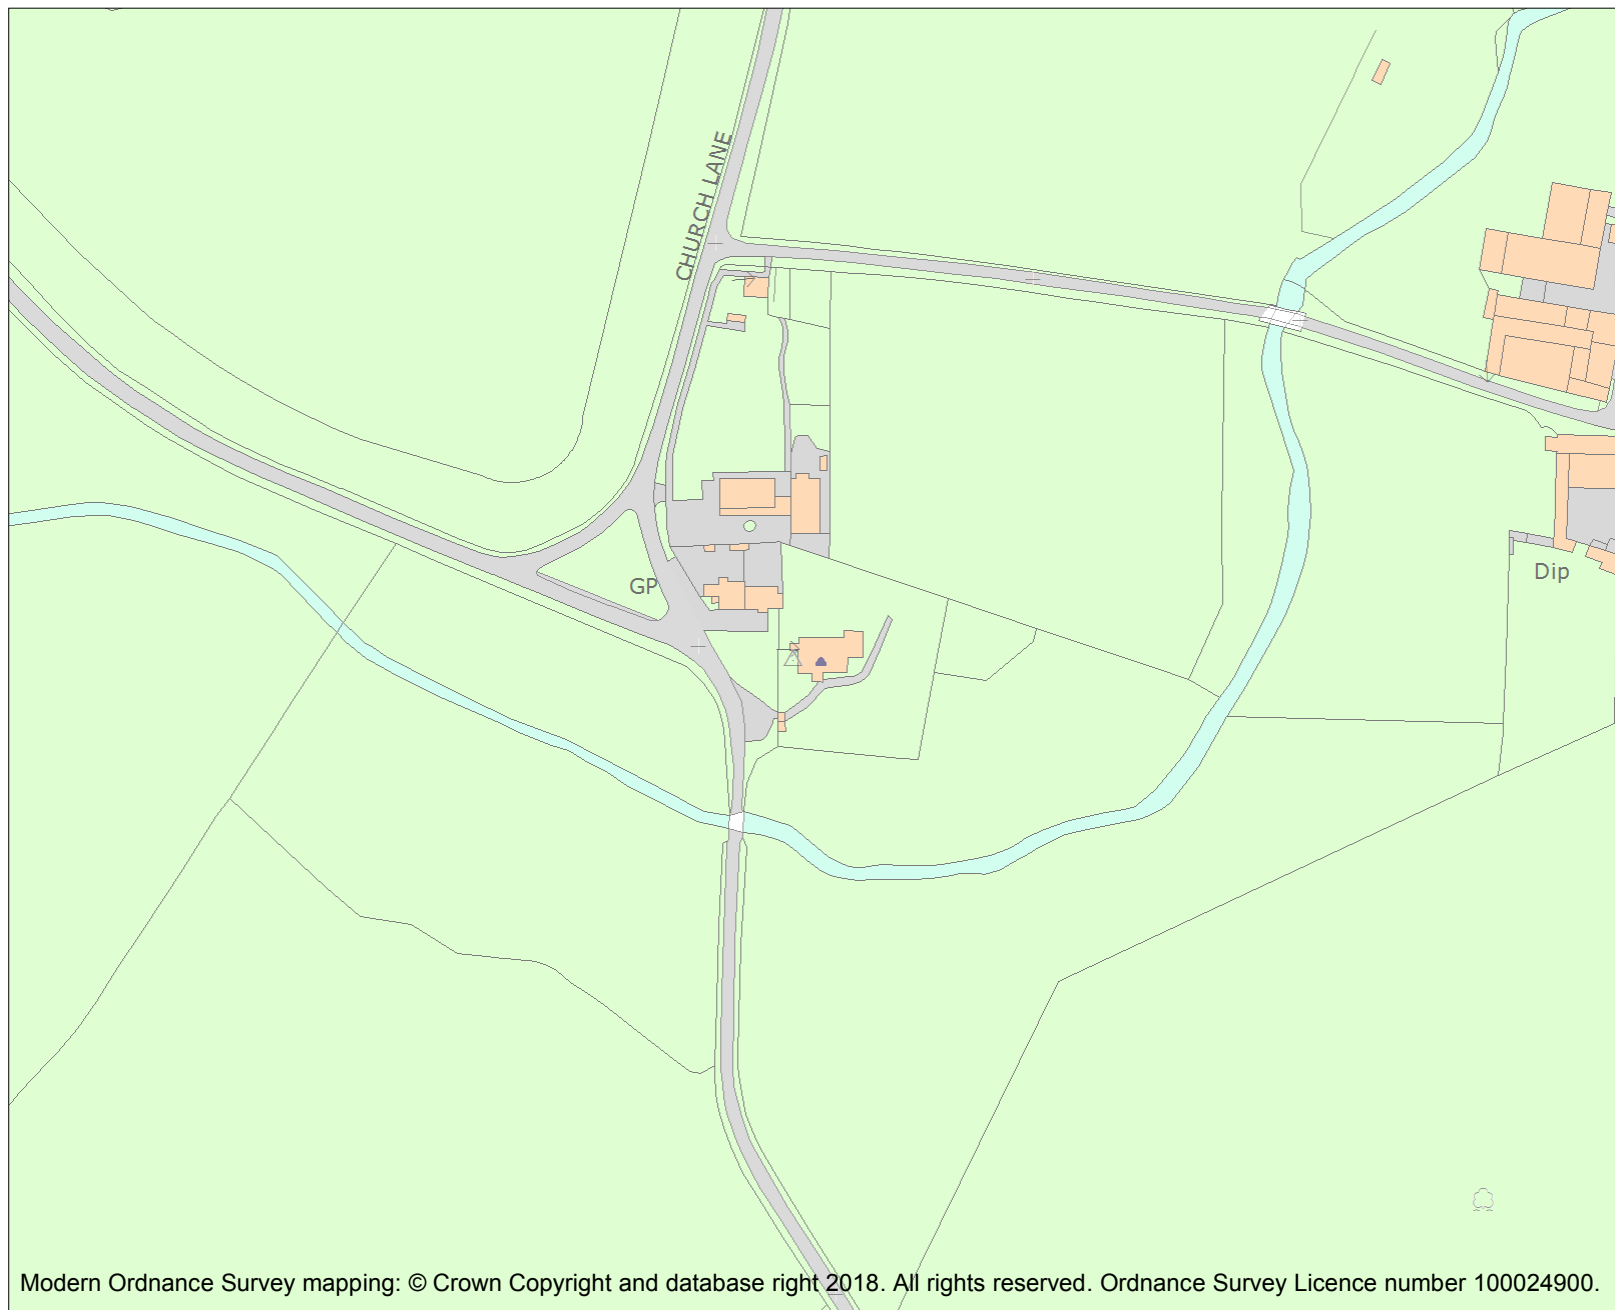 CHURCH LANE
GP
Dip
Modern Ordnance Survey mapping: © Crown Copyright and database right 2018. All rights reserved. Ordnance Survey Licence number 100024900.